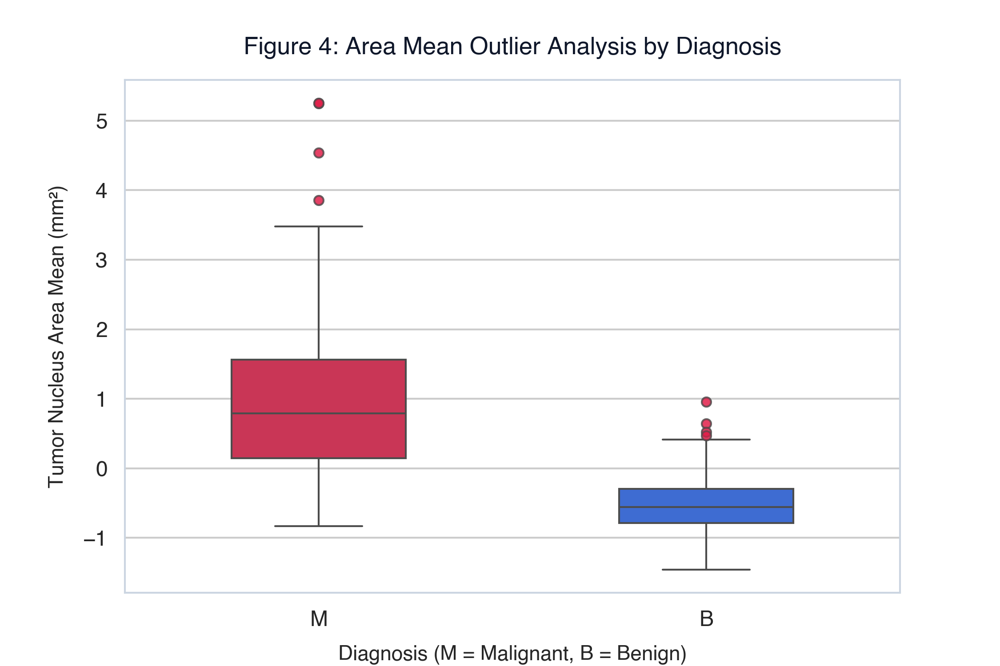 Figure 4: Area Mean Outlier Analysis by Diagnosis
Tumor Nucleus Area Mean (mm²)
5
4
3
2
1
0
−1
M
B
Diagnosis (M = Malignant, B = Benign)